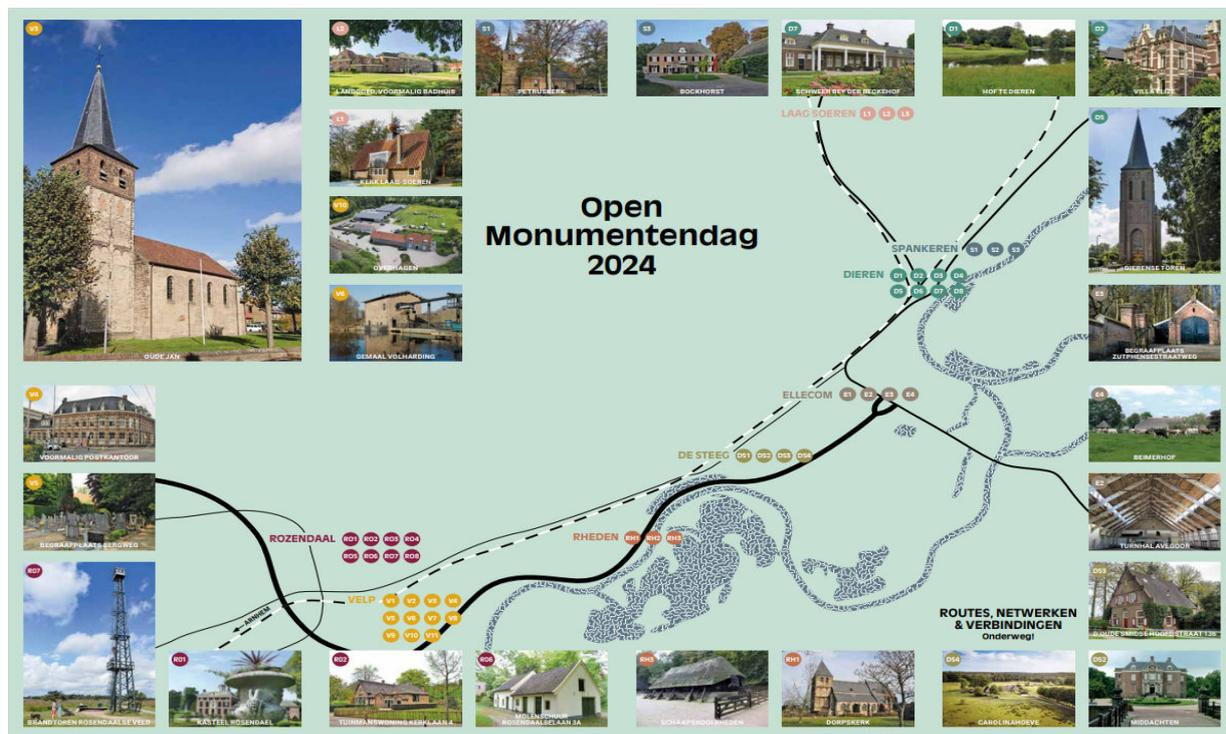 V3
OUDE JAN
L2
LANDGOED, VOORMALIG BADHUIS
S1
PETRUSKERK
S3
BOCKHORST
D7
SCHWEER BEY DER BECKEHOF
D1
HOF TE DIEREN
D2
L1
KERK LAAG-SOEREN
V10
OVERHAGEN
V6
GEMAAL VOLHARDING
Open
Monumentendag
2024
LAAG SOEREN L1 L2 L3
D5
DIERENSE TOREN
SPANKEREN S1 S2 S3
DIEREN D1 D2 D3 D4
D5 D6 D7 D8
E3
BEGRAAFPLAATS
ZUTPHENSESTRAATWEG
V4
VOORMALIG POSTKANTOOR
ELLECOM E1 E2 E3 E4
E4
BEIMERHOF
DE STEEG DS1 DS2 DS3 DS4
V5
BEGRAAFPLAATS BERGWEG
E2
TURNHAL AVEGOOR
ROZENDAAL RO1 RO2 RO3 RO4
RO5 RO6 RO7 RO8
RHEDEN RH1 RH2 RH3
RO7
BRANDTOREN ROSENDAALSE VELD
DS3
D'OUDE SMIDSE HOOFDSTRAAT 136
VELP V1 V2 V3 V4
V5 V6 V7 V8
V9 V10 V11
ARNHEM
ROUTES, NETWERKEN
& VERBINDINGEN
Onderweg!
RO1
KASTEEL ROSENDAEL
RO2
TUINMANSWONING KERKLAAN 4
RO6
MOLENSCHUUR
ROSENDAALSELAAN 3A
RH3
SCHAAPSKOOI RHEDEN
RH1
DORPSKERK
DS4
CAROLINAHOEVE
DS2
MIDDACHTEN